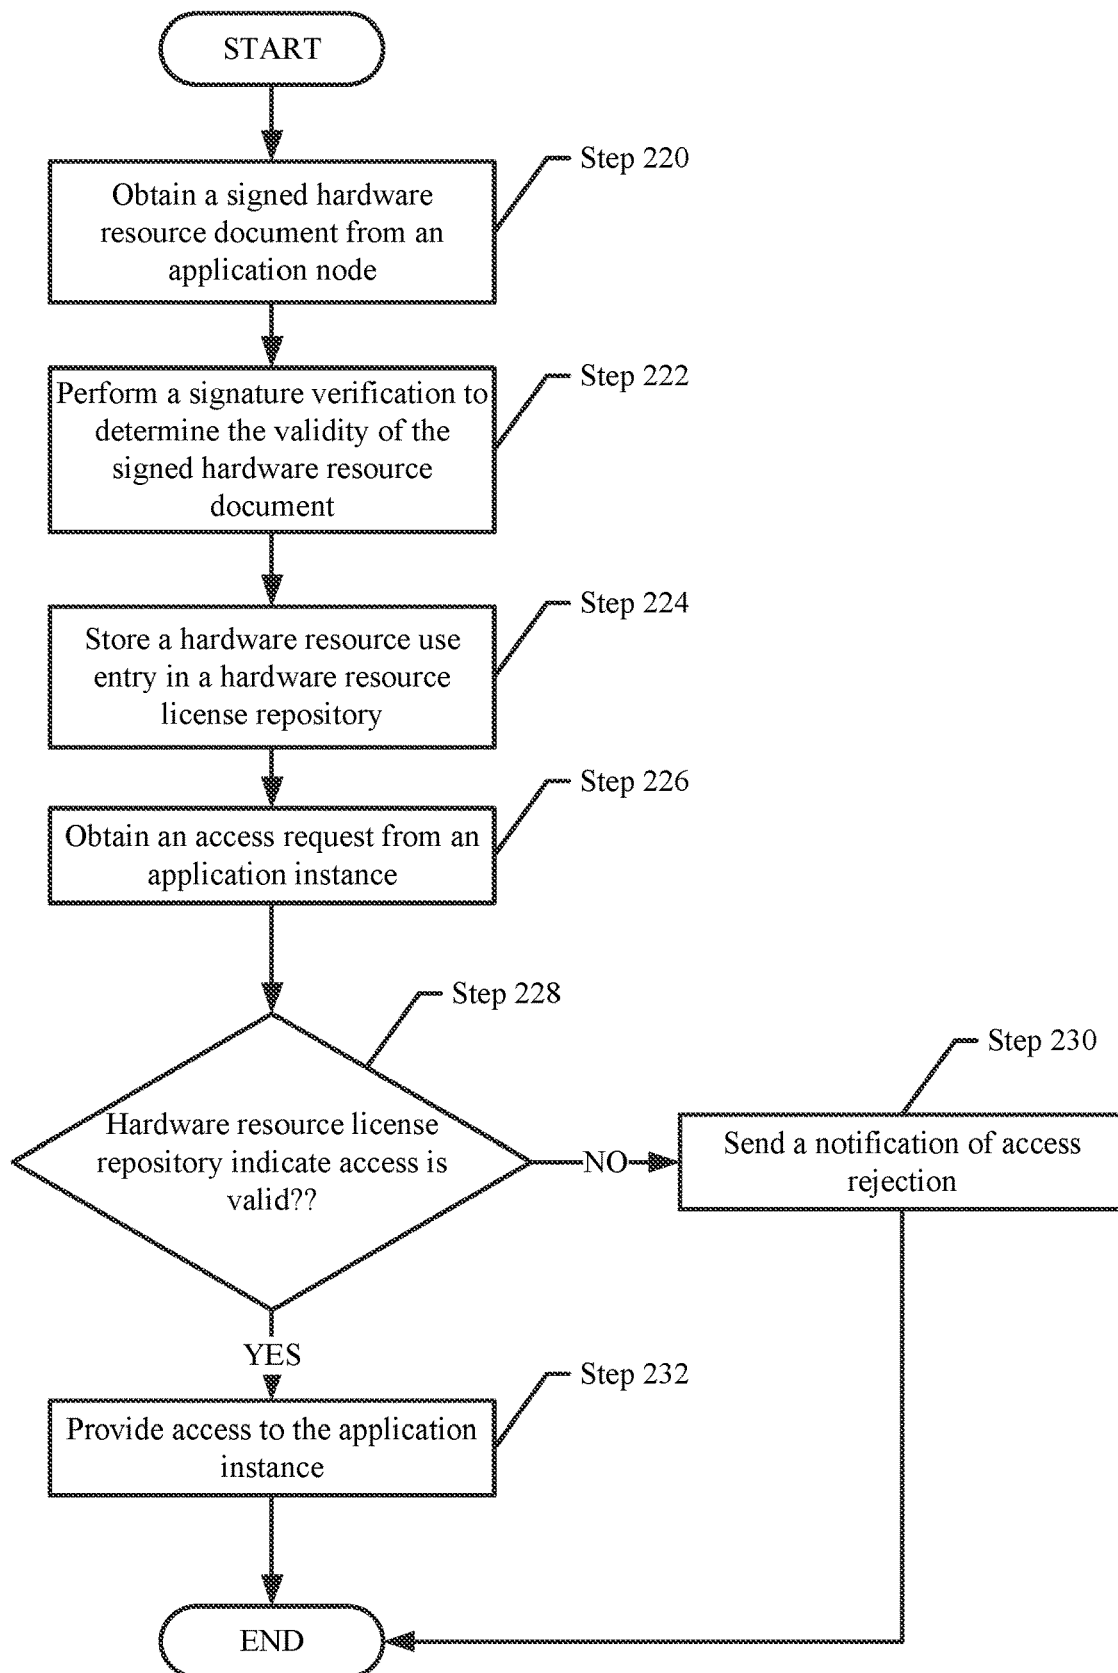 START
Step 220
Obtain a signed hardware
resource document from an
application node
Step 222
Perform a signature verification to
determine the validity of the
signed hardware resource
document
Step 224
Store a hardware resource use
entry in a hardware resource
license repository
Step 226
Obtain an access request from an
application instance
Step 228
Hardware resource license
repository indicate access is
valid??
NO
Step 230
Send a notification of access
rejection
YES
Step 232
Provide access to the application
instance
END